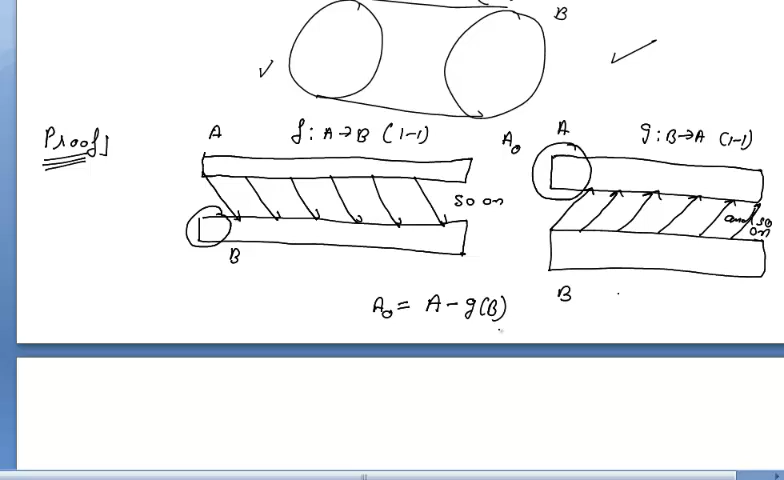 B
Proof]
A
f: A→B (1-1)
A₀
A
g: B→A (1-1)
so on
and so
on
B
B
A₀ = A - g(B)